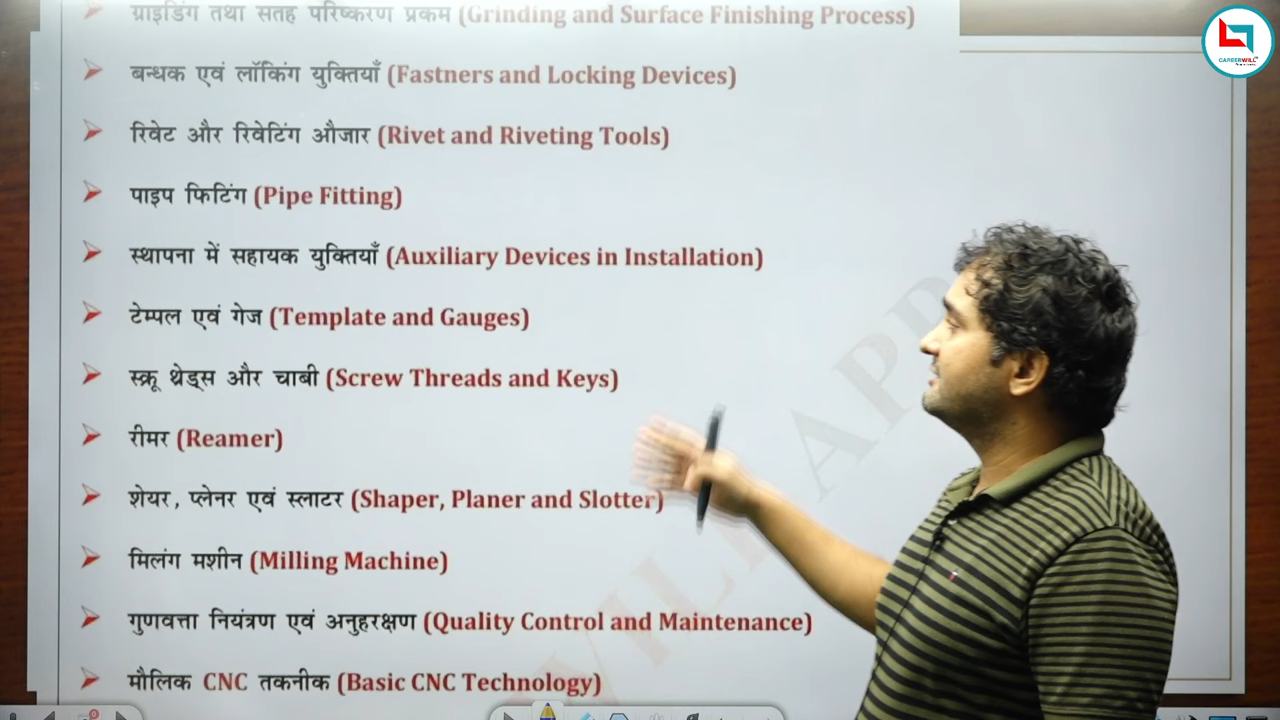 ग्राइडिंग तथा सतह परिष्करण प्रकम (Grinding and Surface Finishing Process)
बन्धक एवं लॉकिंग युक्तियाँ (Fastners and Locking Devices)
रिवेट और रिवेटिंग औजार (Rivet and Riveting Tools)
पाइप फिटिंग (Pipe Fitting)
स्थापना में सहायक युक्तियाँ (Auxiliary Devices in Installation)
टेम्पल एवं गेज (Template and Gauges)
स्क्रू थ्रेड्स और चाबी (Screw Threads and Keys)
रीमर (Reamer)
शेयर, प्लेनर एवं स्लाटर (Shaper, Planer and Slotter)
मिलंग मशीन (Milling Machine)
गुणवत्ता नियंत्रण एवं अनुहरक्षण (Quality Control and Maintenance)
मौलिक CNC तकनीक (Basic CNC Technology)
CAREERWILL